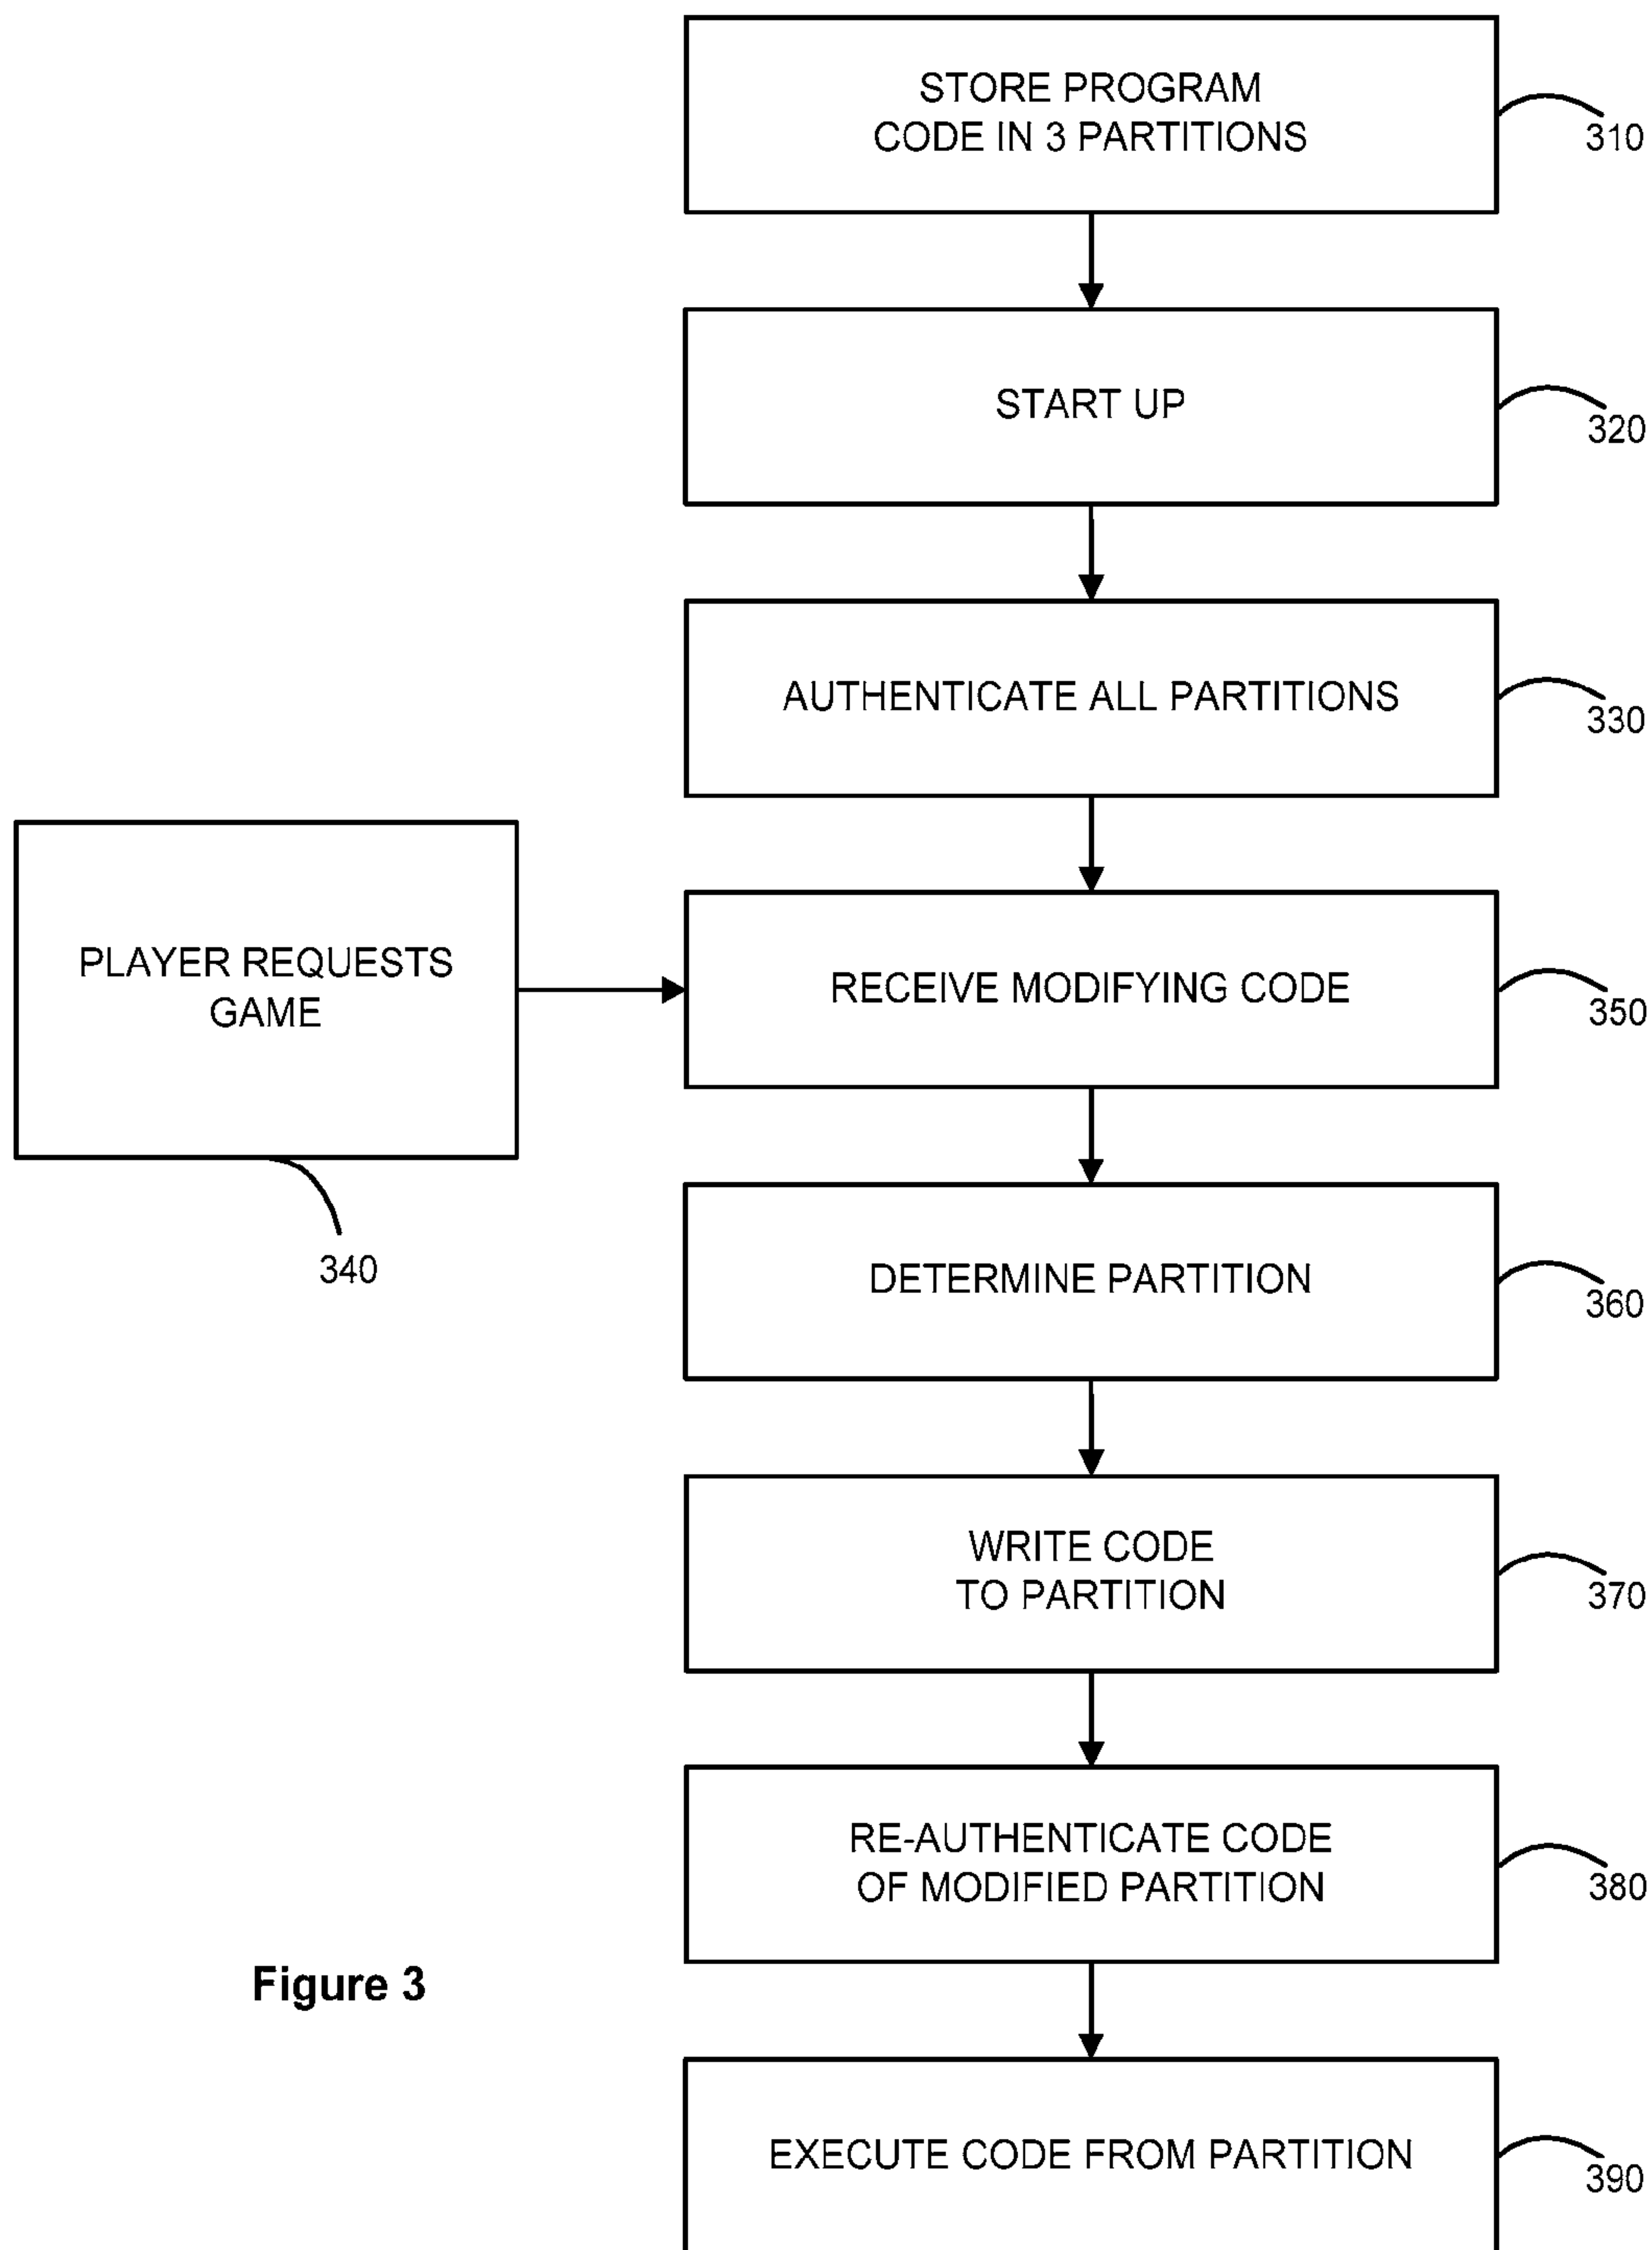 STORE PROGRAM
CODE IN 3 PARTITIONS
310
START UP
320
AUTHENTICATE ALL PARTITIONS
330
PLAYER REQUESTS
GAME
340
RECEIVE MODIFYING CODE
350
DETERMINE PARTITION
360
WRITE CODE
TO PARTITION
370
RE-AUTHENTICATE CODE
OF MODIFIED PARTITION
380
Figure 3
EXECUTE CODE FROM PARTITION
390